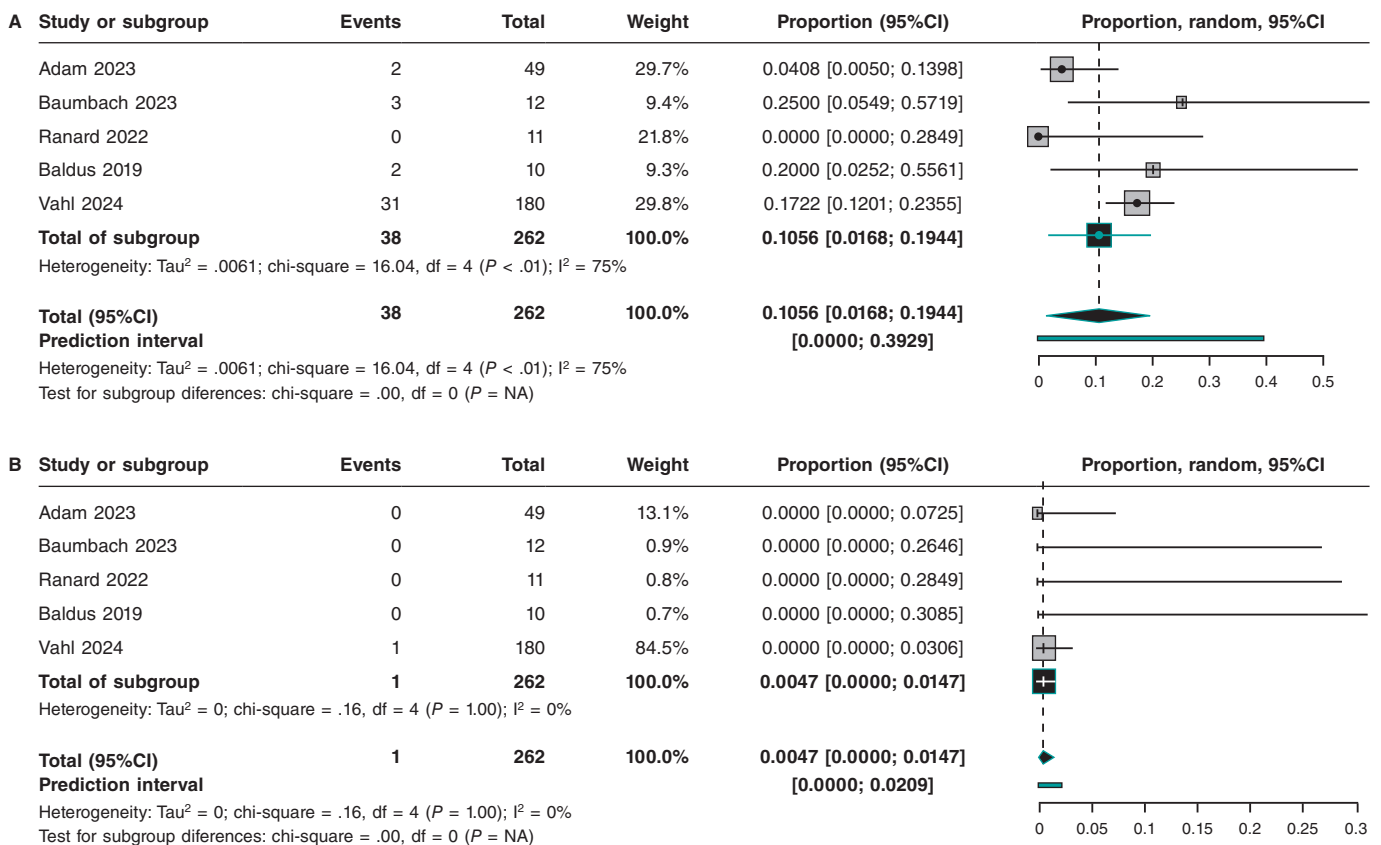 A Study or subgroup Events Total Weight Proportion (95%CI) Proportion, random, 95%CI
Adam 2023 2 49 29.7% 0.0408 [0.0050; 0.1398]
Baumbach 2023 3 12 9.4% 0.2500 [0.0549; 0.5719]
Ranard 2022 0 11 21.8% 0.0000 [0.0000; 0.2849]
Baldus 2019 2 10 9.3% 0.2000 [0.0252; 0.5561]
Vahl 2024 31 180 29.8% 0.1722 [0.1201; 0.2355]
Total of subgroup 38 262 100.0% 0.1056 [0.0168; 0.1944]
Heterogeneity: Tau² = .0061; chi-square = 16.04, df = 4 (P < .01); I² = 75%
Total (95%CI) 38 262 100.0% 0.1056 [0.0168; 0.1944]
Prediction interval [0.0000; 0.3929]
Heterogeneity: Tau² = .0061; chi-square = 16.04, df = 4 (P < .01); I² = 75%
0 0.1 0.2 0.3 0.4 0.5
Test for subgroup diferences: chi-square = .00, df = 0 (P = NA)
B Study or subgroup Events Total Weight Proportion (95%CI) Proportion, random, 95%CI
Adam 2023 0 49 13.1% 0.0000 [0.0000; 0.0725]
Baumbach 2023 0 12 0.9% 0.0000 [0.0000; 0.2646]
Ranard 2022 0 11 0.8% 0.0000 [0.0000; 0.2849]
Baldus 2019 0 10 0.7% 0.0000 [0.0000; 0.3085]
Vahl 2024 1 180 84.5% 0.0000 [0.0000; 0.0306]
Total of subgroup 1 262 100.0% 0.0047 [0.0000; 0.0147]
Heterogeneity: Tau² = 0; chi-square = .16, df = 4 (P = 1.00); I² = 0%
Total (95%CI) 1 262 100.0% 0.0047 [0.0000; 0.0147]
Prediction interval [0.0000; 0.0209]
Heterogeneity: Tau² = 0; chi-square = .16, df = 4 (P = 1.00); I² = 0%
0 0.05 0.1 0.15 0.2 0.25 0.3
Test for subgroup diferences: chi-square = .00, df = 0 (P = NA)